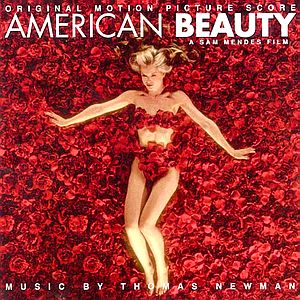 ORIGINAL MOTION PICTURE SCORE
AMERICAN BEAUTY
A SAM MENDES FILM
MUSIC BY THOMAS NEWMAN